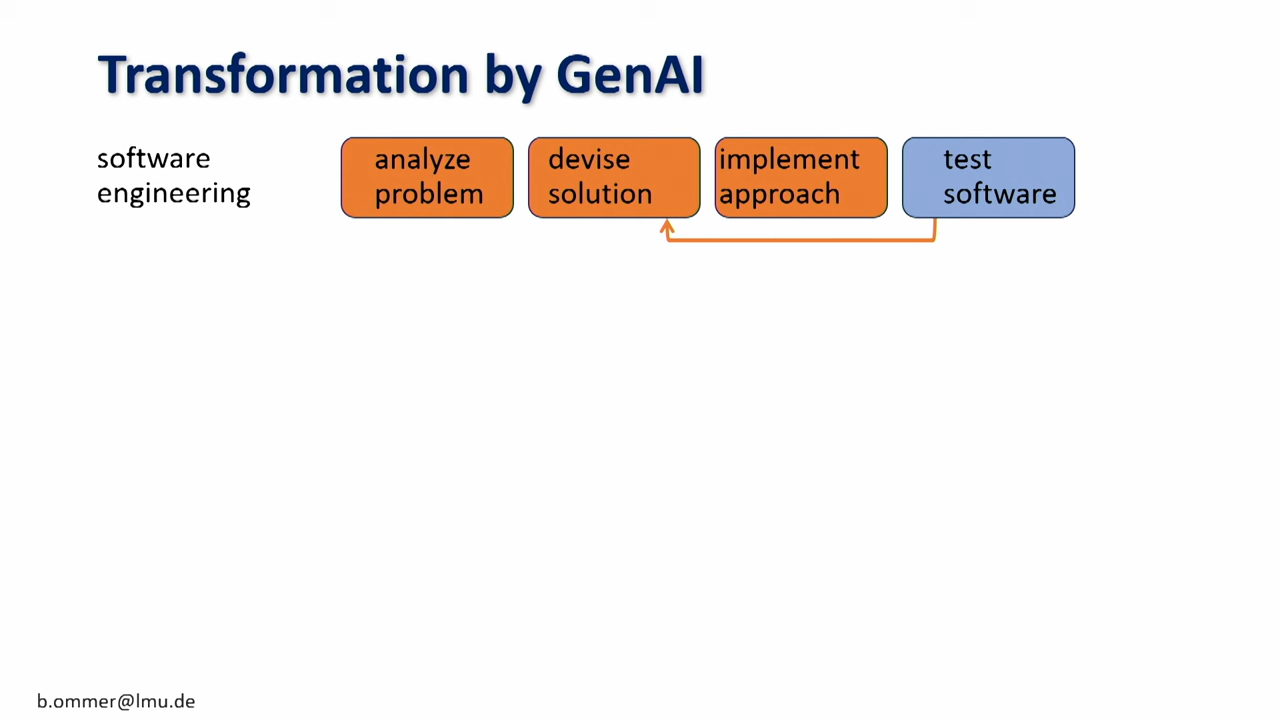 Transformation by GenAI
software
engineering
analyze
problem
devise
solution
implement
approach
test
software
b.ommer@lmu.de